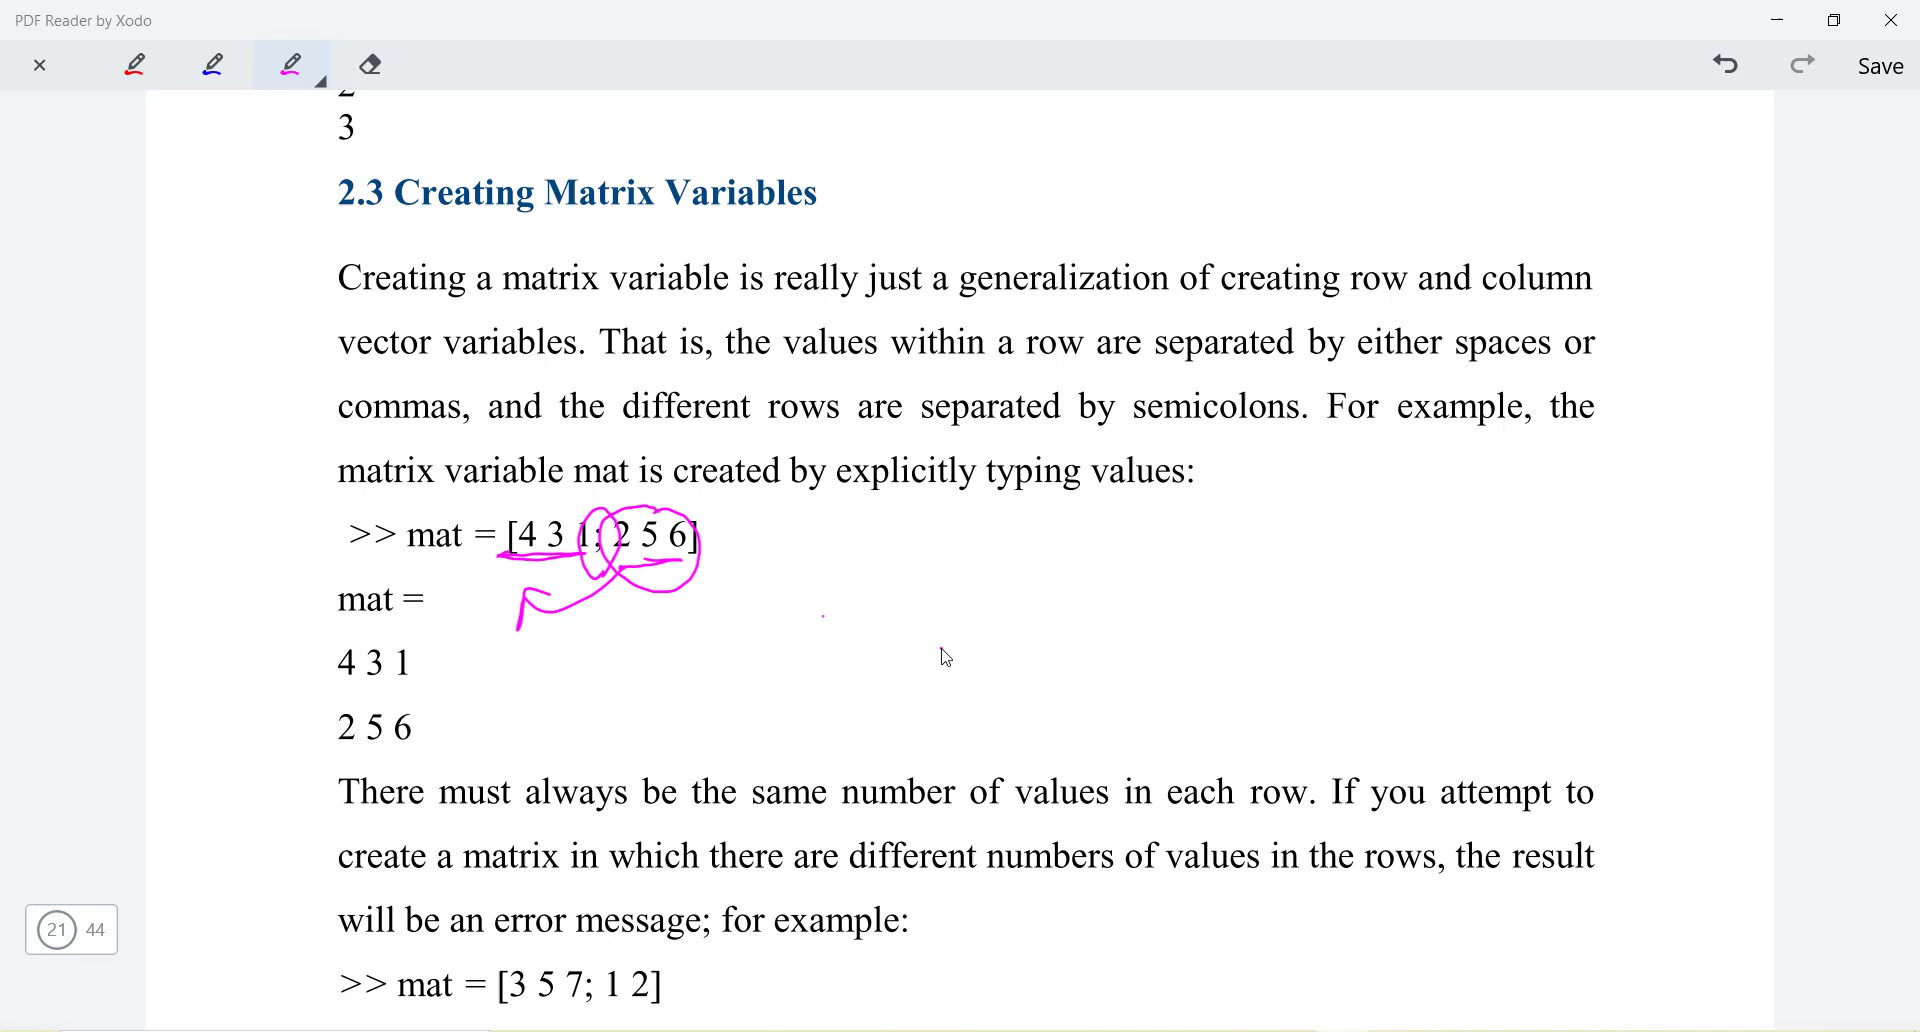 PDF Reader by Xodo
Save
2
3
2.3 Creating Matrix Variables
Creating a matrix variable is really just a generalization of creating row and column
vector variables. That is, the values within a row are separated by either spaces or
commas, and the different rows are separated by semicolons. For example, the
matrix variable mat is created by explicitly typing values:
>> mat = [4 3 1; 2 5 6]
mat =
4 3 1
2 5 6
There must always be the same number of values in each row. If you attempt to
create a matrix in which there are different numbers of values in the rows, the result
will be an error message; for example:
>> mat = [3 5 7; 1 2]
21 44